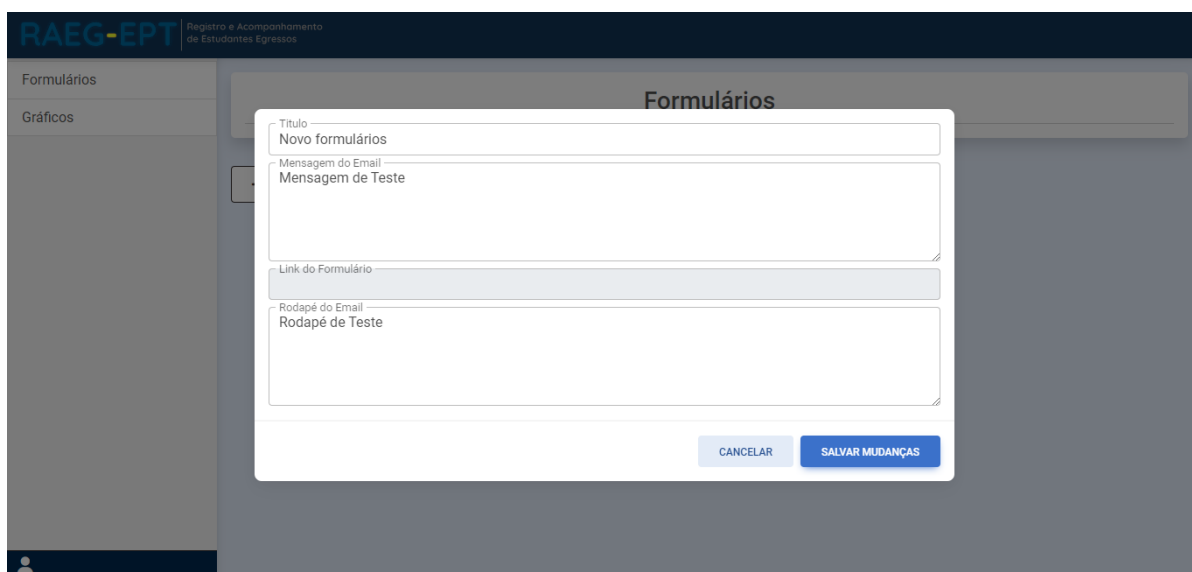 RAEG-EPT
Registro e Acompanhamento
de Estudantes Egressos
Formulários
Gráficos
Formulários
Título
Novo formulários
Mensagem do Email
Mensagem de Teste
Link do Formulário
Rodapé do Email
Rodapé de Teste
CANCELAR
SALVAR MUDANÇAS